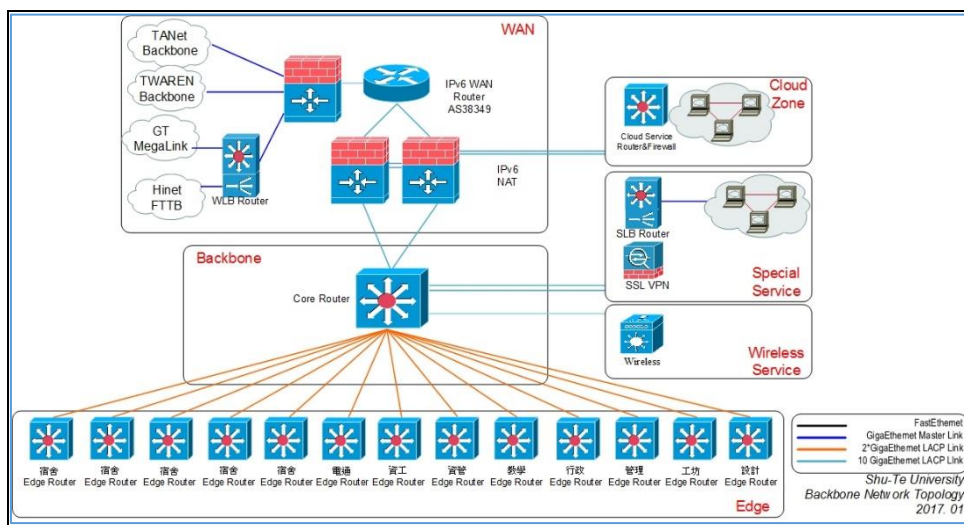 WAN
TANet
Backbone
TWAREN
Backbone
GT
MegaLink
Hinet
FTTB
WLB Router
IPv6 WAN
Router
AS38349
IPv6
NAT
Cloud
Zone
Cloud Service
Router&Firewall
SLB Router
SSL VPN
Special
Service
Backbone
Core Router
Wireless
Wireless
Service
宿舍
Edge Router
宿舍
Edge Router
宿舍
Edge Router
宿舍
Edge Router
宿舍
Edge Router
電通
Edge Router
資工
Edge Router
資管
Edge Router
教學
Edge Router
行政
Edge Router
管理
Edge Router
工坊
Edge Router
設計
Edge Router
Edge
FastEthernet
GigaEthernet Master Link
2*GigaEthernet LACP Link
10 GigaEthernet LACP Link
Shu-Te University
Backbone Network Topology
2017. 01